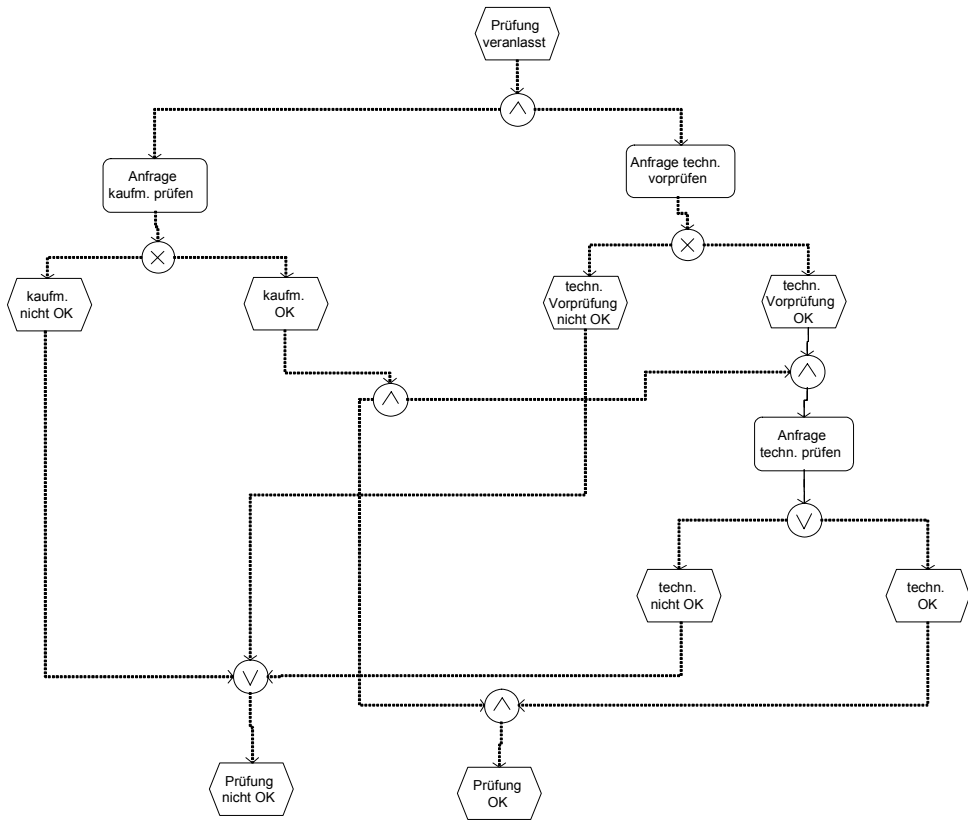 Prüfung
veranlasst
Anfrage
kaufm. prüfen
Anfrage techn.
vorprüfen
kaufm.
nicht OK
kaufm.
OK
techn.
Vorprüfung
nicht OK
techn.
Vorprüfung
OK
Anfrage
techn. prüfen
techn.
nicht OK
techn.
OK
Prüfung
nicht OK
Prüfung
OK